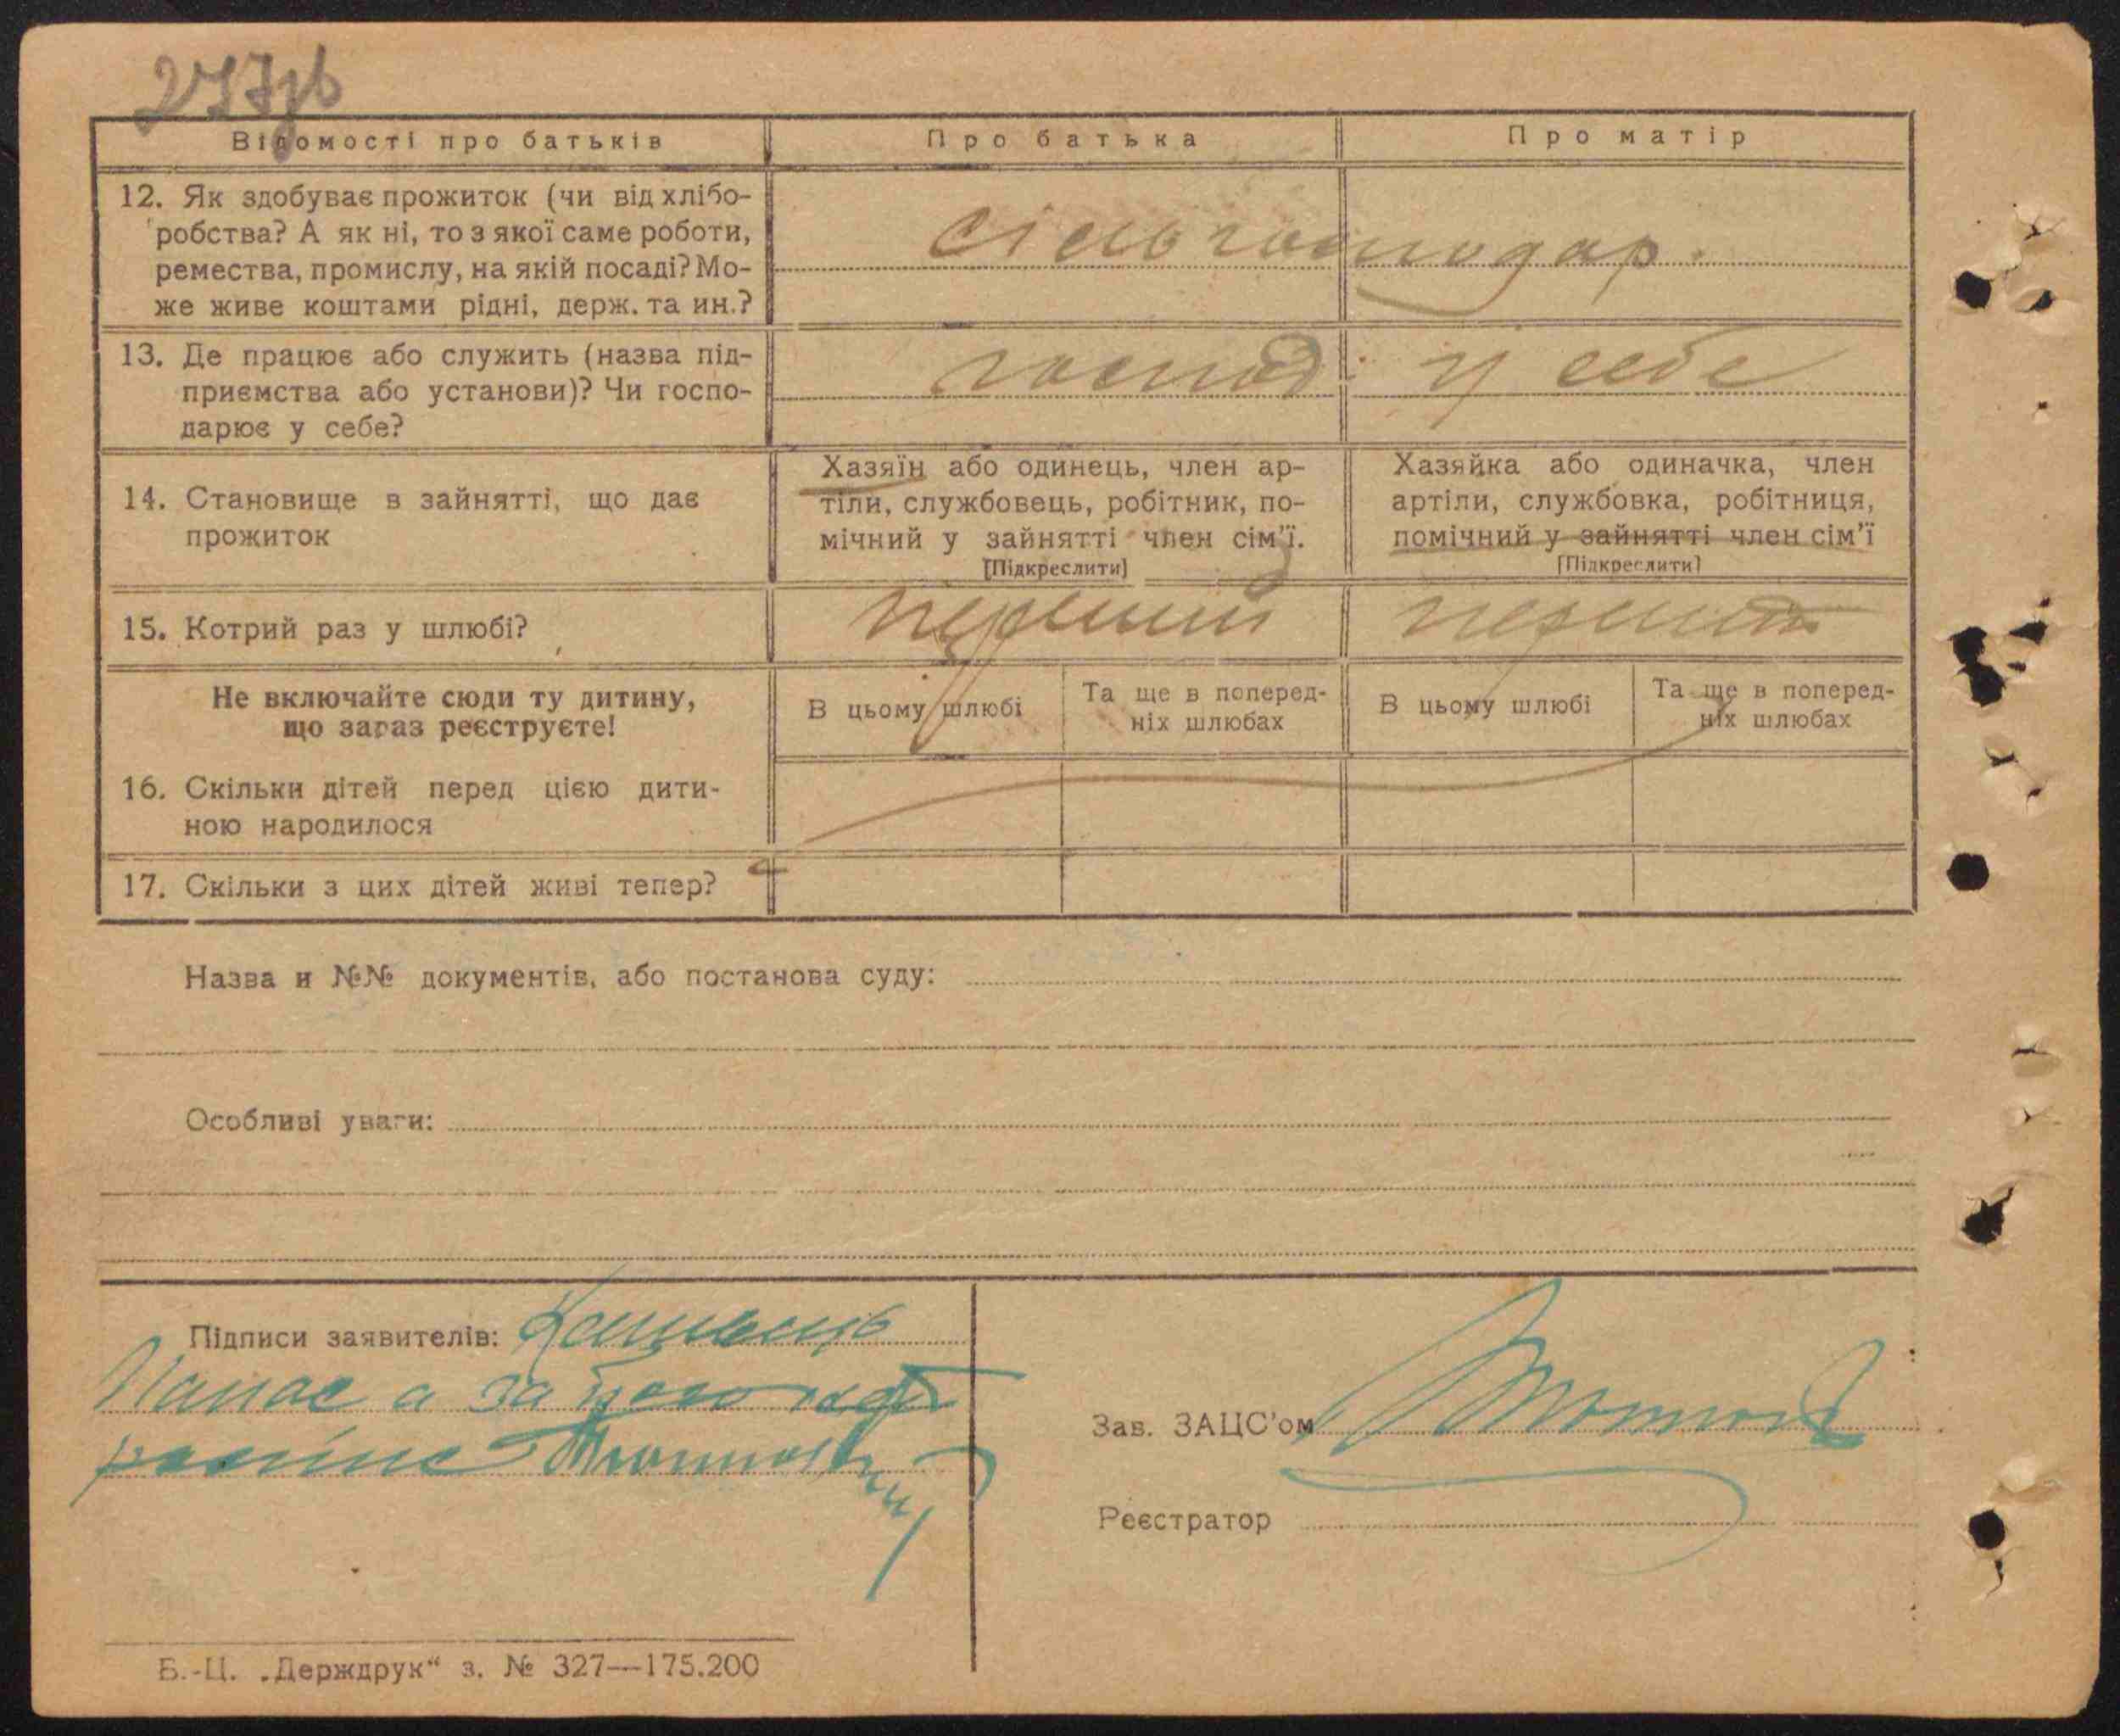 277зв
Відомості про батьків
Про батька
Про матір
12. Як здобуває прожиток (чи від хлібо-
робства? А як ні, то з якої саме роботи,
ремества, промислу, на якій посаді? Мо-
же живе коштами рідні, держ. та ин.?
сільгосподар.
13. Де працює або служить (назва під-
приємства або установи)? Чи госпо-
дарює у себе?
господ. у себе
14. Становище в зайнятті, що дає
прожиток
Хазяїн або одинець, член ар-
тіли, службовець, робітник, по-
мічний у зайнятті член сім'ї.
[Підкреслити]
Хазяйка або одиначка, член
артіли, службовка, робітниця,
помічний у зайнятті член сім'ї
[Підкреслити]
15. Котрий раз у шлюбі?
перший
перший
Не включайте сюди ту дитину,
що зараз реєструєте!
В цьому шлюбі
Та ще в поперед-
ніх шлюбах
В цьому шлюбі
Та ще в поперед-
ніх шлюбах
16. Скільки дітей перед цією дити-
ною народилося
17. Скільки з цих дітей живі тепер?
Назва и №№ документів, або постанова суду:
Особливі уваги:
Підписи заявителів:
Панас а за його
Зав. ЗАЦС'ом
Реєстратор
Б.-Ц. „Держдрук“ з. № 327—175.200